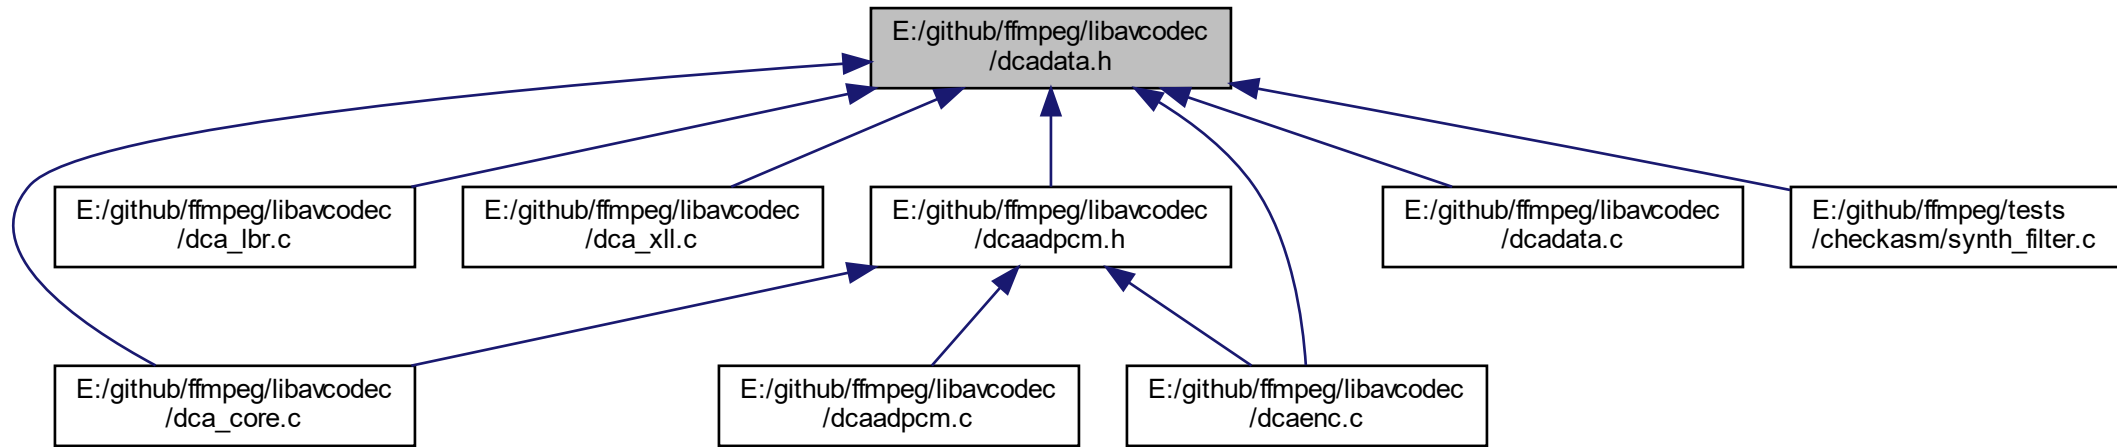 E:/github/ffmpeg/libavcodec
/dcadata.h
E:/github/ffmpeg/libavcodec
/dca_lbr.c
E:/github/ffmpeg/libavcodec
/dca_xll.c
E:/github/ffmpeg/libavcodec
/dcaadpcm.h
E:/github/ffmpeg/libavcodec
/dcadata.c
E:/github/ffmpeg/tests
/checkasm/synth_filter.c
E:/github/ffmpeg/libavcodec
/dca_core.c
E:/github/ffmpeg/libavcodec
/dcaadpcm.c
E:/github/ffmpeg/libavcodec
/dcaenc.c